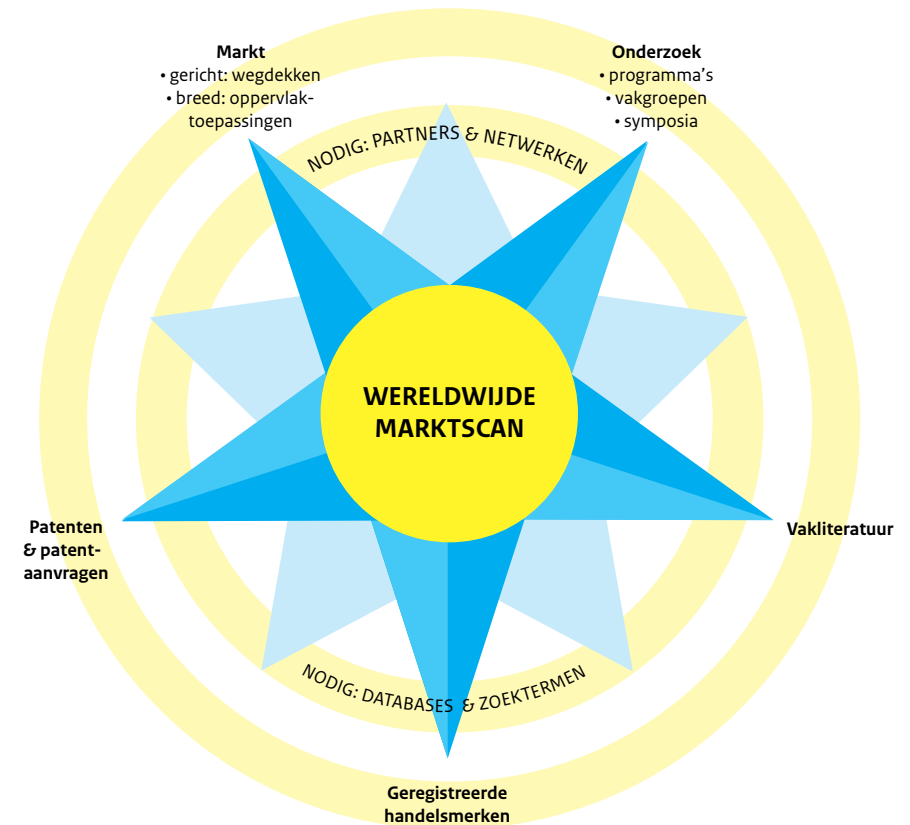 Markt
• gericht: wegdekken
• breed: oppervlak-
toepassingen
Onderzoek
• programma's
• vakgroepen
• symposia
NODIG: PARTNERS & NETWERKEN
WERELDWIJDE
MARKTSCAN
Patenten
& patent-
aanvragen
Vakliteratuur
NODIG: DATABASES & ZOEKTERMEN
Geregistreerde
handelsmerken